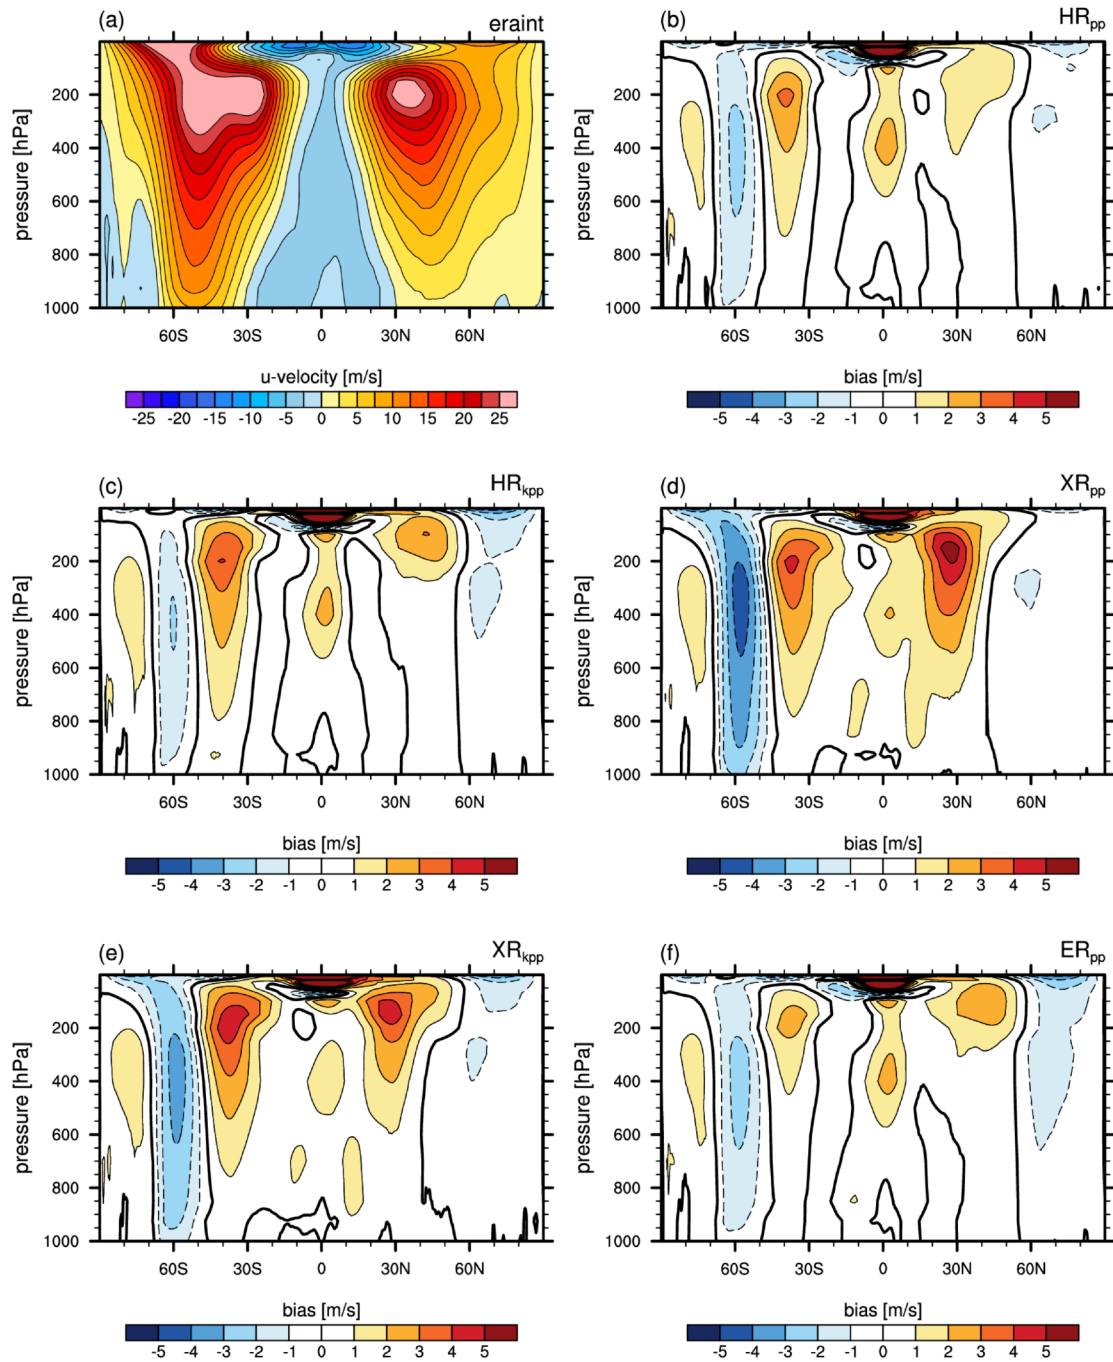 (a) eraint
pressure [hPa]
200
400
600
800
1000
60S 30S 0 30N 60N
u-velocity [m/s]
-25 -20 -15 -10 -5 0 5 10 15 20 25
(b) HRpp
pressure [hPa]
200
400
600
800
1000
60S 30S 0 30N 60N
bias [m/s]
-5 -4 -3 -2 -1 0 1 2 3 4 5
(c) HRkpp
pressure [hPa]
200
400
600
800
1000
60S 30S 0 30N 60N
bias [m/s]
-5 -4 -3 -2 -1 0 1 2 3 4 5
(d) XRpp
pressure [hPa]
200
400
600
800
1000
60S 30S 0 30N 60N
bias [m/s]
-5 -4 -3 -2 -1 0 1 2 3 4 5
(e) XRkpp
pressure [hPa]
200
400
600
800
1000
60S 30S 0 30N 60N
bias [m/s]
-5 -4 -3 -2 -1 0 1 2 3 4 5
(f) ERpp
pressure [hPa]
200
400
600
800
1000
60S 30S 0 30N 60N
bias [m/s]
-5 -4 -3 -2 -1 0 1 2 3 4 5